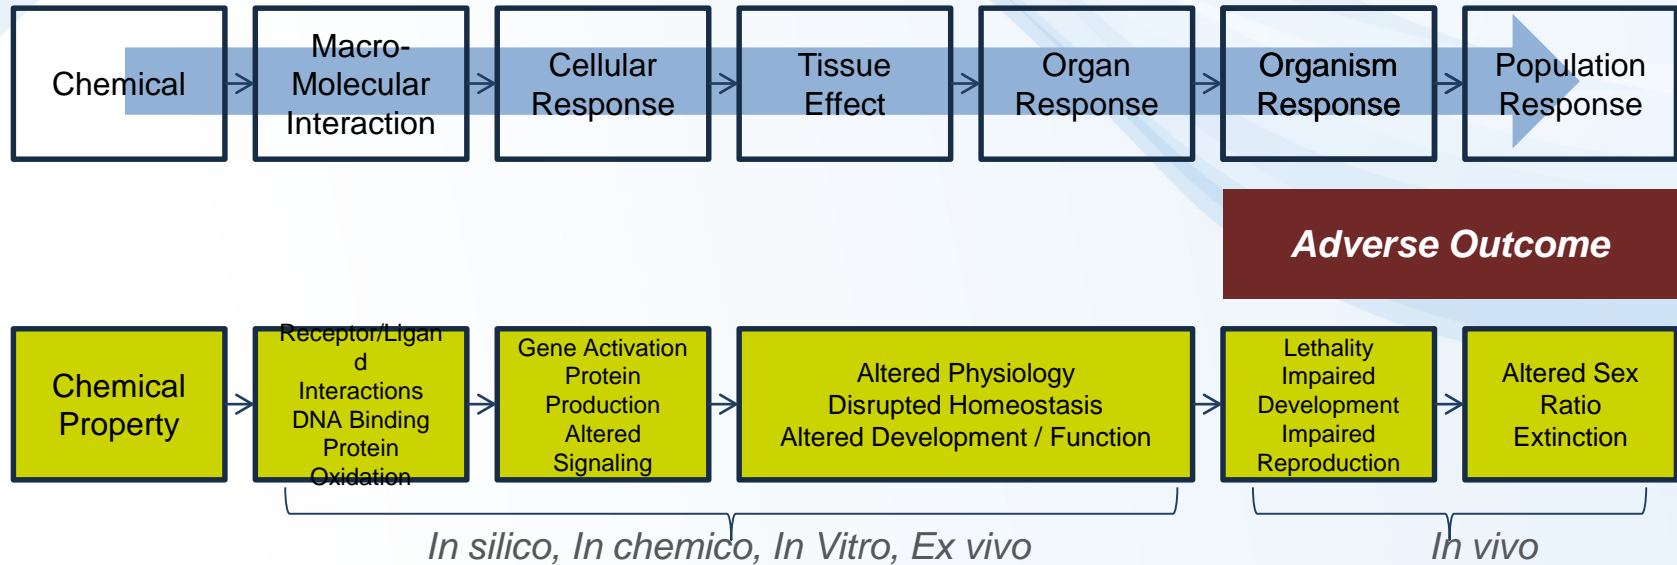 Chemical
Macro-
Molecular
Interaction
Cellular
Response
Tissue
Effect
Organ
Response
Organism
Response
Population
Response
Adverse Outcome
Chemical
Property
Receptor/Ligan
d
Interactions
DNA Binding
Protein
Oxidation
Gene Activation
Protein
Production
Altered
Signaling
Altered Physiology
Disrupted Homeostasis
Altered Development / Function
Lethality
Impaired
Development
Impaired
Reproduction
Altered Sex
Ratio
Extinction
In silico, In chemico, In Vitro, Ex vivo
In vivo